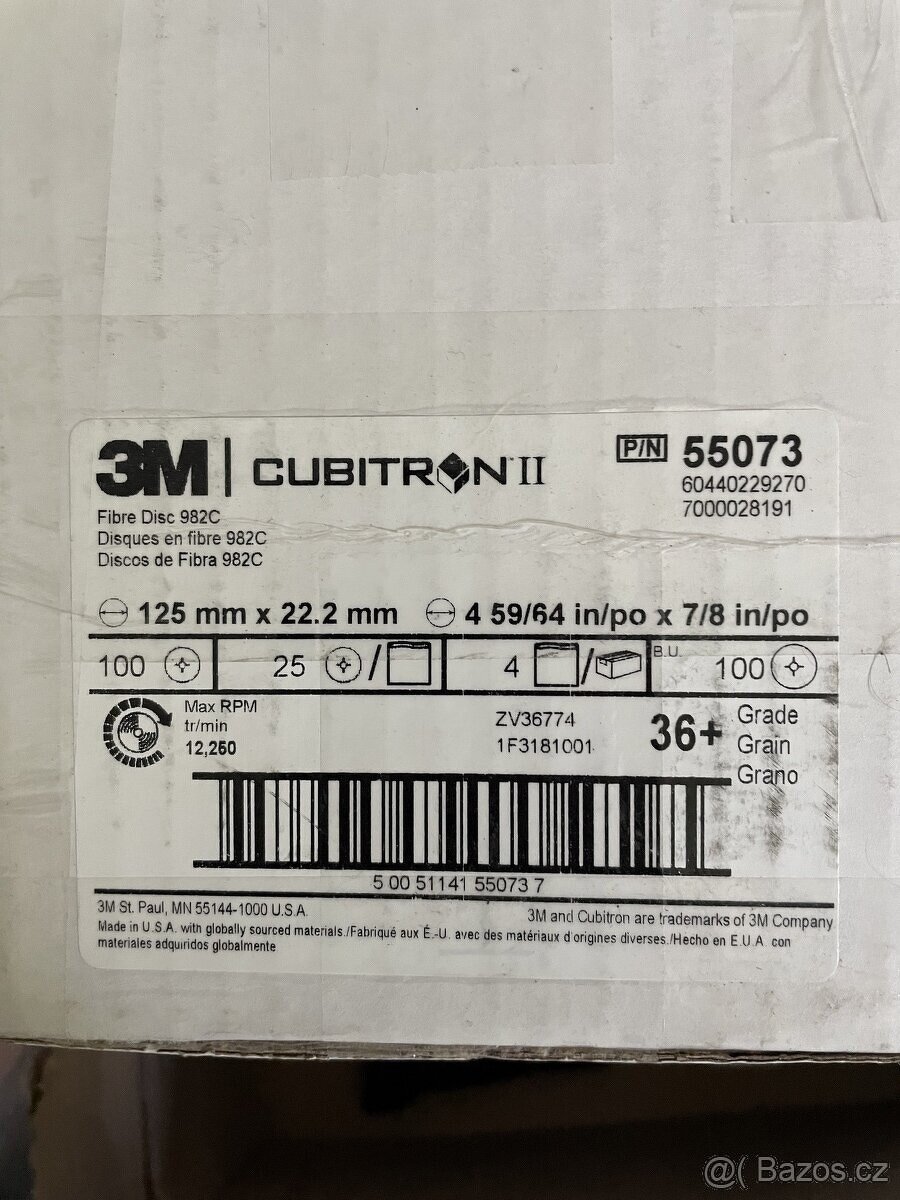 3M | CUBITRON™ II
P/N 55073
60440229270
7000028191
Fibre Disc 982C
Disques en fibre 982C
Discos de Fibra 982C
125 mm x 22.2 mm 4 59/64 in/po x 7/8 in/po
100 25 / 4 / B.U. 100
Max RPM
tr/min
12,250
ZV36774
1F3181001
36+ Grade
Grain
Grano
5 00 51141 55073 7
3M St. Paul, MN 55144-1000 U.S.A.
3M and Cubitron are trademarks of 3M Company
Made in U.S.A. with globally sourced materials./Fabriqué aux É.-U. avec des matériaux d'origines diverses./Hecho en E.U.A. con
materiales adquiridos globalmente
@( Bazos.cz